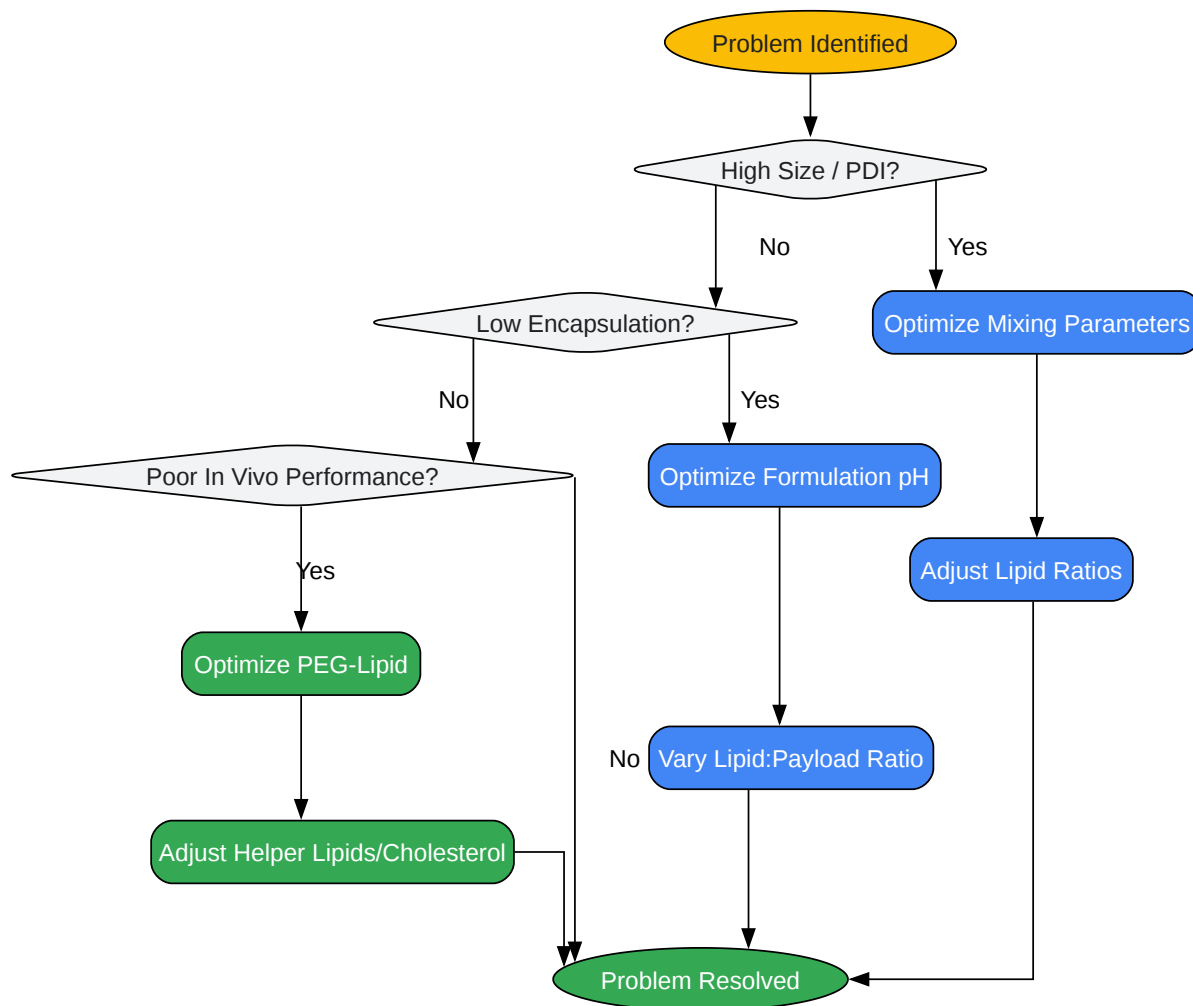 Problem Identified
High Size / PDI?
No
Yes
Low Encapsulation?
Optimize Mixing Parameters
No
Yes
Poor In Vivo Performance?
Optimize Formulation pH
Yes
Adjust Lipid Ratios
Optimize PEG-Lipid
No
Vary Lipid:Payload Ratio
Adjust Helper Lipids/Cholesterol
Problem Resolved